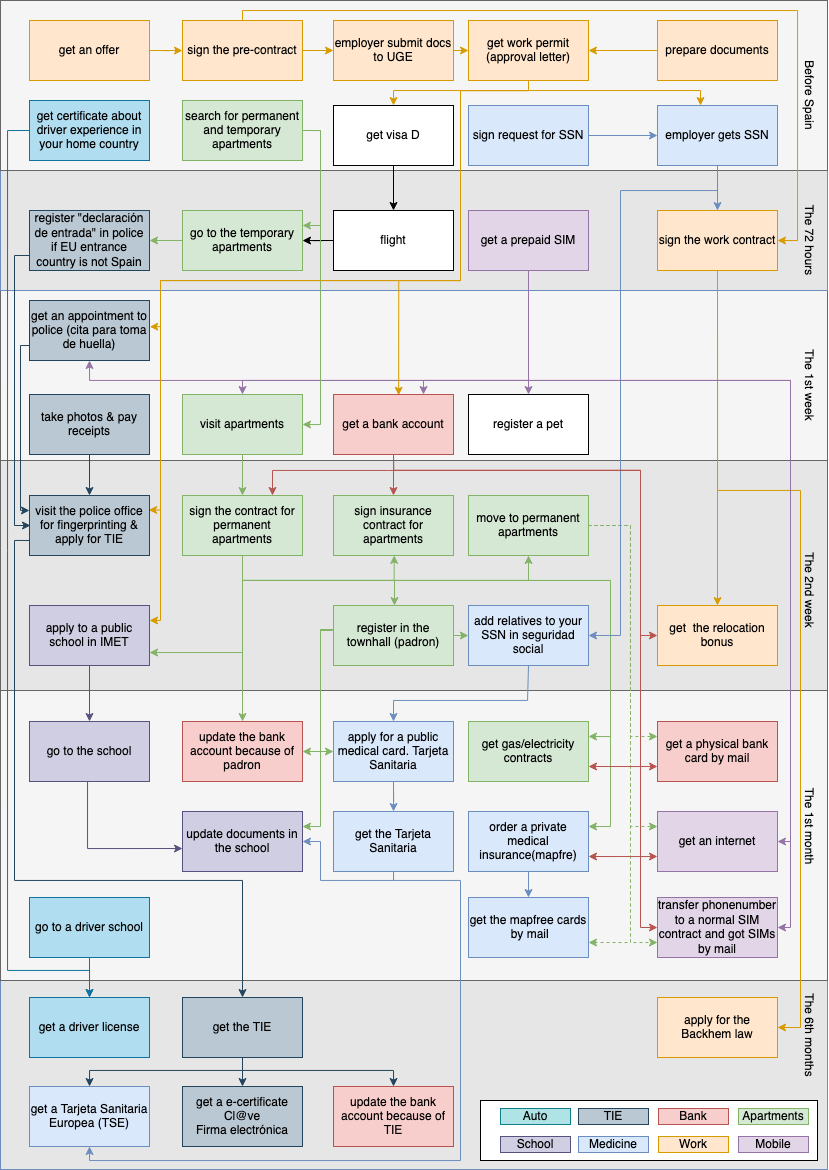 get an offer
sign the pre-contract
employer submit docs
to UGE
get work permit
(approval letter)
prepare documents
Before Spain
get certificate about
driver experience in
your home country
search for permanent
and temporary
apartments
get visa D
sign request for SSN
employer gets SSN
register "declaración
de entrada" in police
if EU entrance
country is not Spain
go to the temporary
apartments
flight
get a prepaid SIM
sign the work contract
The 72 hours
get an appointment to
police (cita para toma
de huella)
The 1st week
take photos & pay
receipts
visit apartments
get a bank account
register a pet
visit the police office
for fingerprinting &
apply for TIE
sign the contract for
permanent
apartments
sign insurance
contract for
apartments
move to permanent
apartments
The 2nd week
apply to a public
school in IMET
register in the
townhall (padron)
add relatives to your
SSN in seguridad
social
get  the relocation
bonus
go to the school
update the bank
account because of
padron
apply for a public
medical card. Tarjeta
Sanitaria
get gas/electricity
contracts
get a physical bank
card by mail
The 1st month
update documents in
the school
get the Tarjeta
Sanitaria
order a private
medical
insurance(mapfre)
get an internet
go to a driver school
get the mapfree cards
by mail
transfer phonenumber
to a normal SIM
contract and got SIMs
by mail
get a driver license
get the TIE
apply for the
Backhem law
The 6th months
get a Tarjeta Sanitaria
Europea (TSE)
get a e-certificate
Cl@ve
Firma electrónica
update the bank
account because of
TIE
Auto
TIE
Bank
Apartments
School
Medicine
Work
Mobile